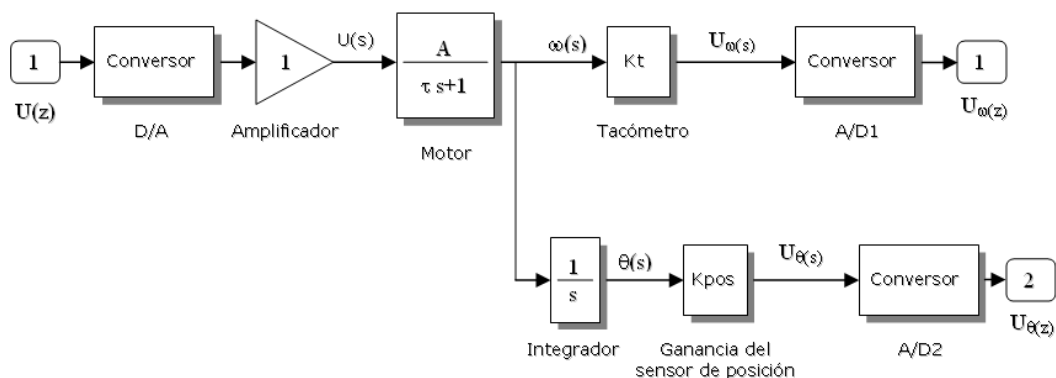 1
U(z)
Conversor
D/A
1
Amplificador
U(s)
A
τ s+1
Motor
ω(s)
Kt
Tacómetro
Uω(s)
Conversor
A/D1
1
Uω(z)
1
s
Integrador
θ(s)
Kpos
Ganancia del
sensor de posición
Uθ(s)
Conversor
A/D2
2
Uθ(z)